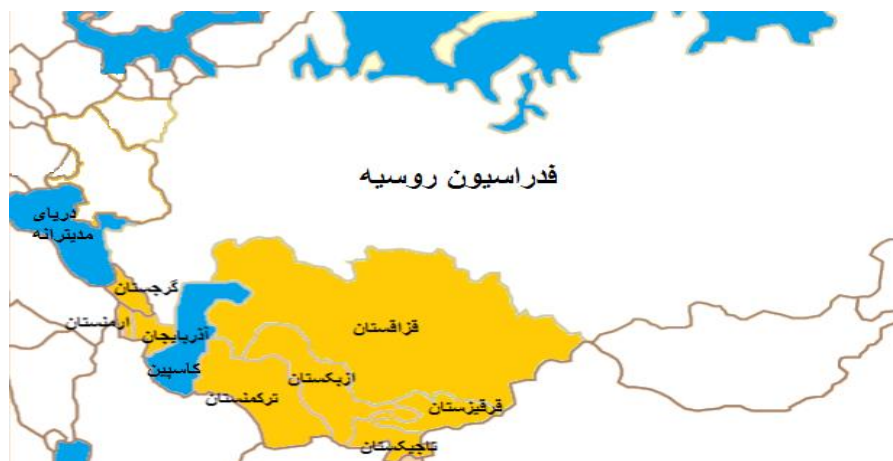 فدراسیون روسیه
دریای
مدیترانه
گرجستان
ارمنستان
آذربایجان
کاسپین
قزاقستان
ازبکستان
ترکمنستان
قرقیزستان
تاجیکستان